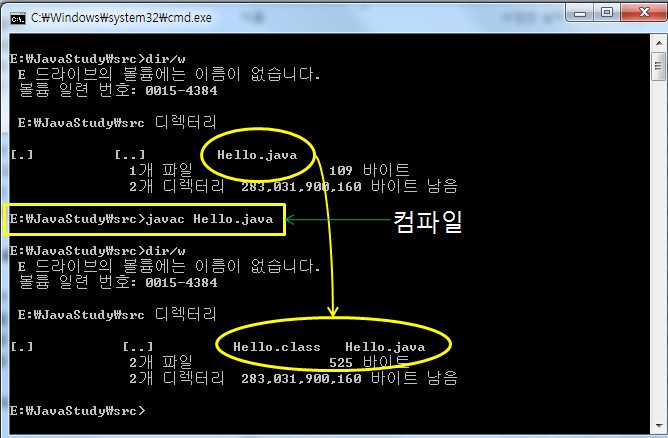 C:₩Windows₩system32₩cmd.exe
E:₩JavaStudy₩src>dir/w
E 드라이브의 볼륨에는 이름이 없습니다.
볼륨 일련 번호: 0015-4384
E:₩JavaStudy₩src 디렉터리
[.] [..] Hello.java
1개 파일 109 바이트
2개 디렉터리 283,031,900,160 바이트 남음
E:₩JavaStudy₩src>javac Hello.java
컴파일
E:₩JavaStudy₩src>dir/w
E 드라이브의 볼륨에는 이름이 없습니다.
볼륨 일련 번호: 0015-4384
E:₩JavaStudy₩src 디렉터리
[.] [..] Hello.class Hello.java
2개 파일 525 바이트
2개 디렉터리 283,031,900,160 바이트 남음
E:₩JavaStudy₩src>